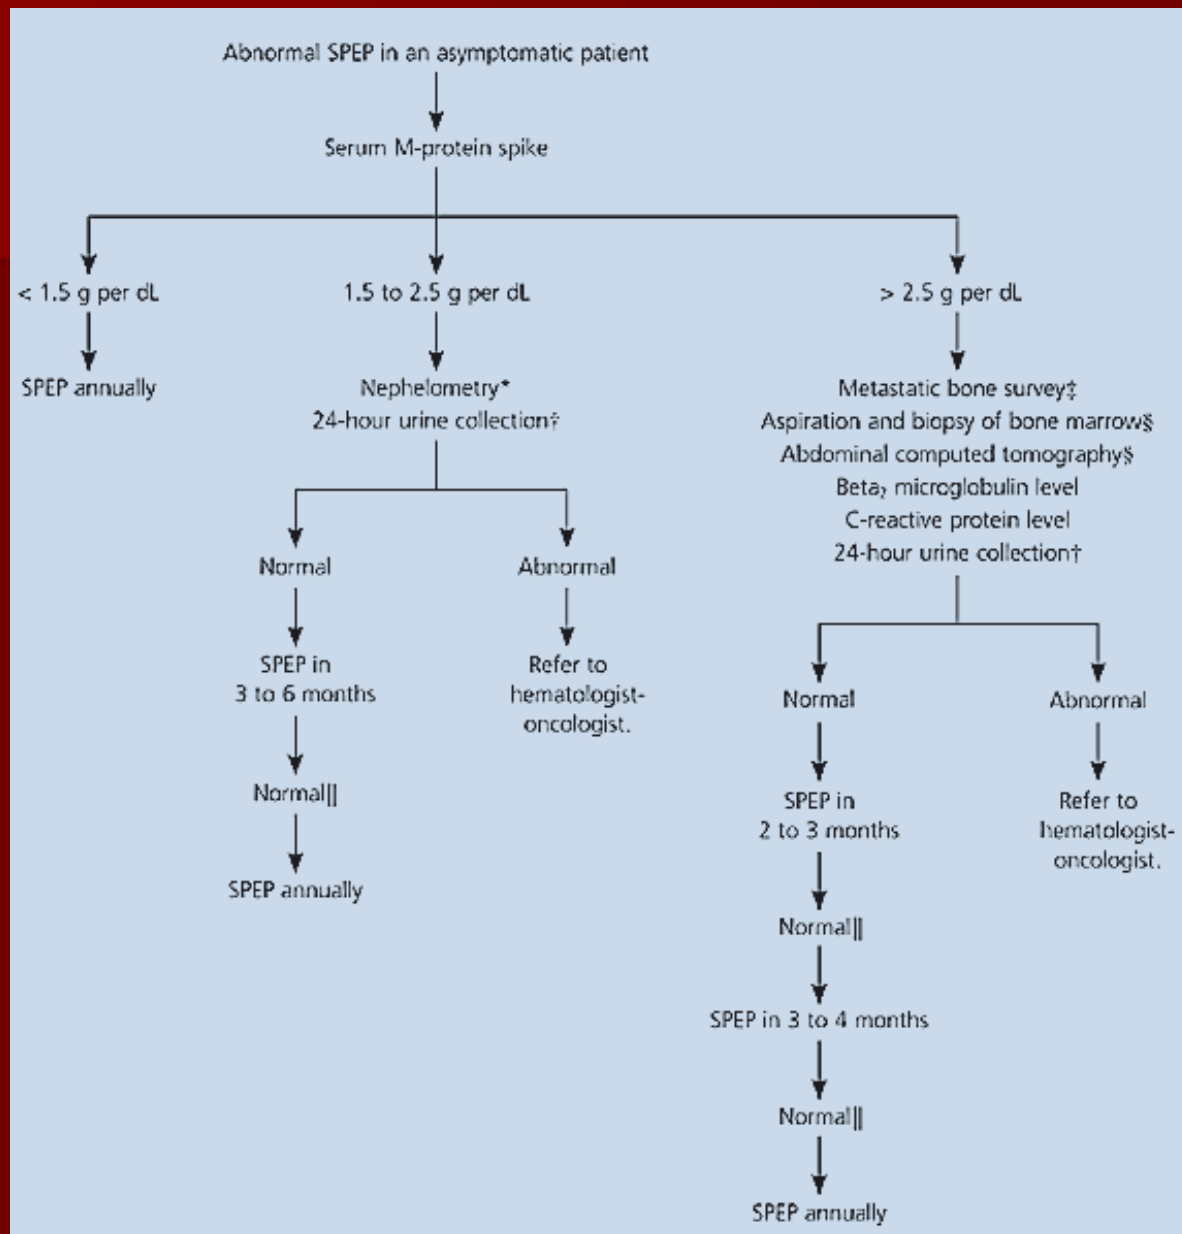 Abnormal SPEP in an asymptomatic patient
Serum M-protein spike
< 1.5 g per dL
1.5 to 2.5 g per dL
> 2.5 g per dL
SPEP annually
Nephelometry*
24-hour urine collection†
Metastatic bone survey‡
Aspiration and biopsy of bone marrow§
Abdominal computed tomography§
Beta₂ microglobulin level
C-reactive protein level
24-hour urine collection†
Normal
Abnormal
SPEP in
3 to 6 months
Refer to
hematologist-
oncologist.
Normal||
SPEP annually
Normal
Abnormal
SPEP in
2 to 3 months
Refer to
hematologist-
oncologist.
Normal||
SPEP in 3 to 4 months
Normal||
SPEP annually